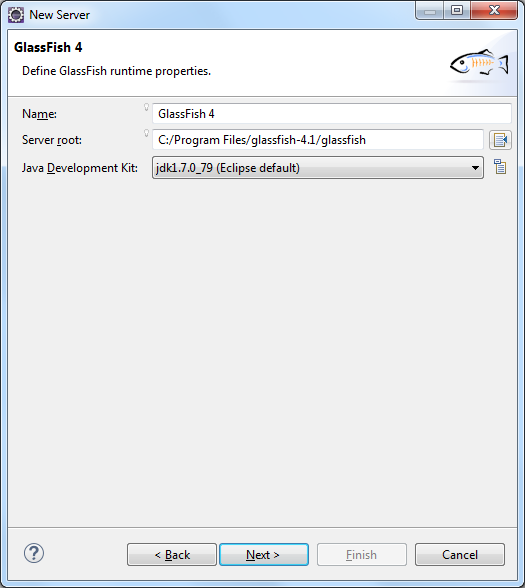 New Server
GlassFish 4
Define GlassFish runtime properties.
Name: GlassFish 4
Server root: C:/Program Files/glassfish-4.1/glassfish
Java Development Kit: jdk1.7.0_79 (Eclipse default)
? < Back Next > Finish Cancel